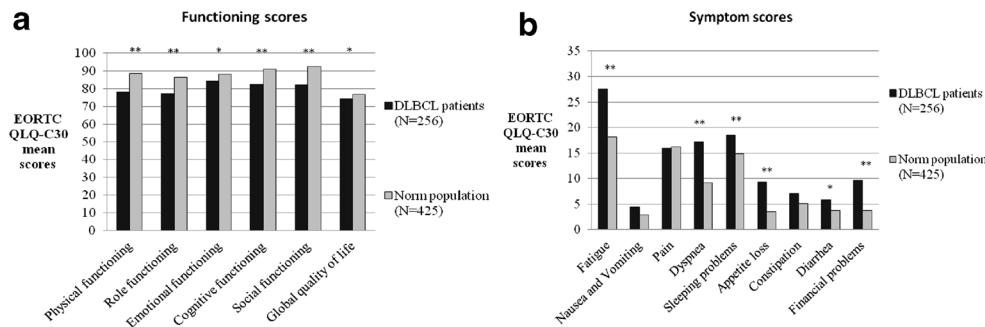 a
Functioning scores
** ** * ** ** *
100
90
80
70
60
50
40
30
20
10
0
EORTC
QLQ-C30
mean
scores
DLBCL patients
(N=256)
Norm population
(N=425)
Physical functioning
Role functioning
Emotional functioning
Cognitive functioning
Social functioning
Global quality of life
b
Symptom scores
35
30
25
20
15
10
5
0
EORTC
QLQ-C30
mean
scores
** ** ** ** * **
DLBCL patients
(N=256)
Norm population
(N=425)
Fatigue
Nausea and Vomiting
Pain
Dyspnea
Sleeping problems
Appetite loss
Constipation
Diarrhea
Financial problems